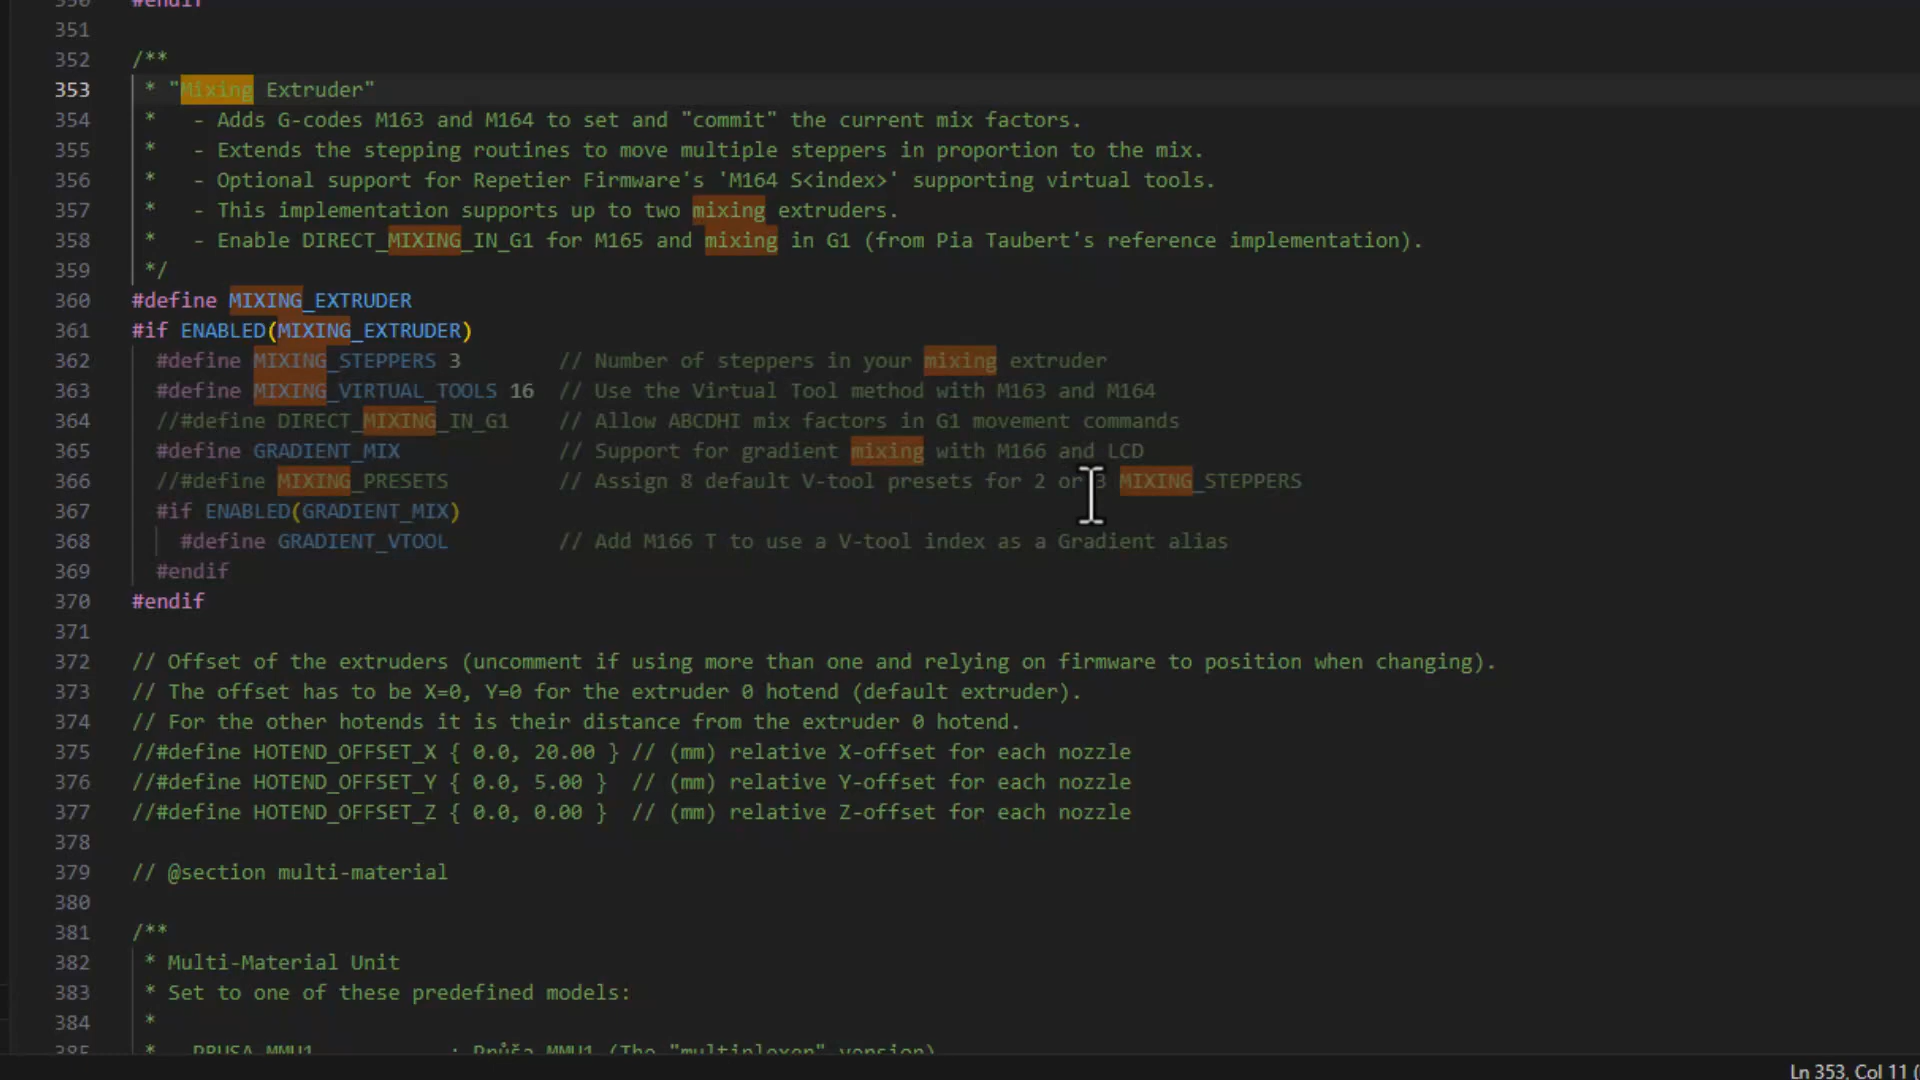 350 #endif
351
352 /**
353 * "Mixing Extruder"
354 * - Adds G-codes M163 and M164 to set and "commit" the current mix factors.
355 * - Extends the stepping routines to move multiple steppers in proportion to the mix.
356 * - Optional support for Repetier Firmware's 'M164 S<index>' supporting virtual tools.
357 * - This implementation supports up to two mixing extruders.
358 * - Enable DIRECT_MIXING_IN_G1 for M165 and mixing in G1 (from Pia Taubert's reference implementation).
359 */
360 #define MIXING_EXTRUDER
361 #if ENABLED(MIXING_EXTRUDER)
362 #define MIXING_STEPPERS 3 // Number of steppers in your mixing extruder
363 #define MIXING_VIRTUAL_TOOLS 16 // Use the Virtual Tool method with M163 and M164
364 //#define DIRECT_MIXING_IN_G1 // Allow ABCDHI mix factors in G1 movement commands
365 #define GRADIENT_MIX // Support for gradient mixing with M166 and LCD
366 //#define MIXING_PRESETS // Assign 8 default V-tool presets for 2 or 3 MIXING_STEPPERS
367 #if ENABLED(GRADIENT_MIX)
368 #define GRADIENT_VTOOL // Add M166 T to use a V-tool index as a Gradient alias
369 #endif
370 #endif
371
372 // Offset of the extruders (uncomment if using more than one and relying on firmware to position when changing).
373 // The offset has to be X=0, Y=0 for the extruder 0 hotend (default extruder).
374 // For the other hotends it is their distance from the extruder 0 hotend.
375 //#define HOTEND_OFFSET_X { 0.0, 20.00 } // (mm) relative X-offset for each nozzle
376 //#define HOTEND_OFFSET_Y { 0.0, 5.00 } // (mm) relative Y-offset for each nozzle
377 //#define HOTEND_OFFSET_Z { 0.0, 0.00 } // (mm) relative Z-offset for each nozzle
378
379 // @section multi-material
380
381 /**
382 * Multi-Material Unit
383 * Set to one of these predefined models:
384 *
385 * PRUSA_MMU1 : Průša MMU1 (The "multiplexer" version)
Ln 353, Col 11 (